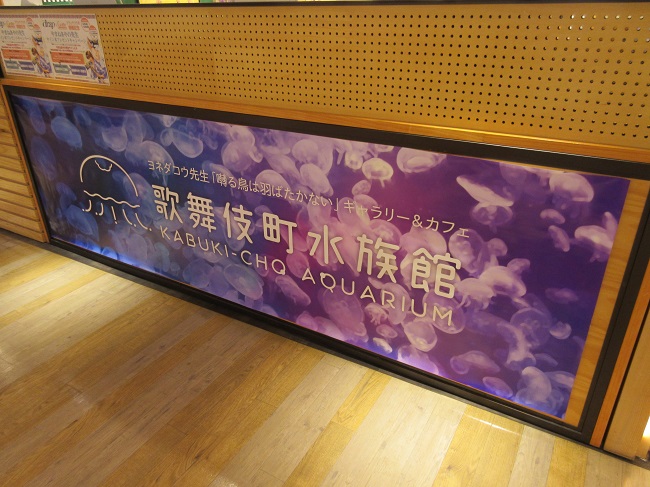 drap
ヨネダコウ先生「囀る鳥は羽ばたかない」ギャラリー&カフェ
歌舞伎町水族館
KABUKI-CHO AQUARIUM